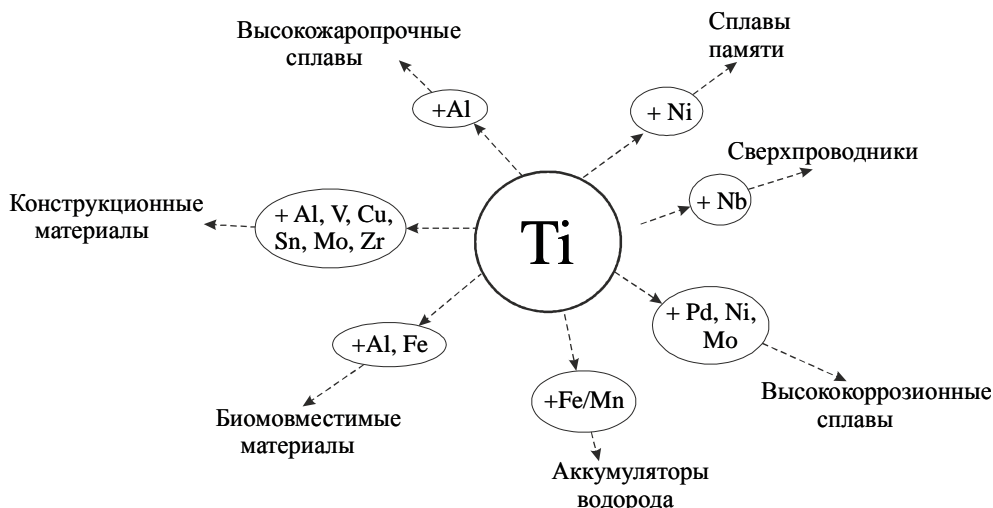 Высокожаропрочные
сплавы
+Al
Сплавы
памяти
+ Ni
Сверхпроводники
+ Nb
Конструкционные
материалы
+ Al, V, Cu,
Sn, Mo, Zr
Ti
+ Pd, Ni,
Mo
Высококоррозионные
сплавы
+Al, Fe
Биомовместимые
материалы
+Fe/Mn
Аккумуляторы
водорода